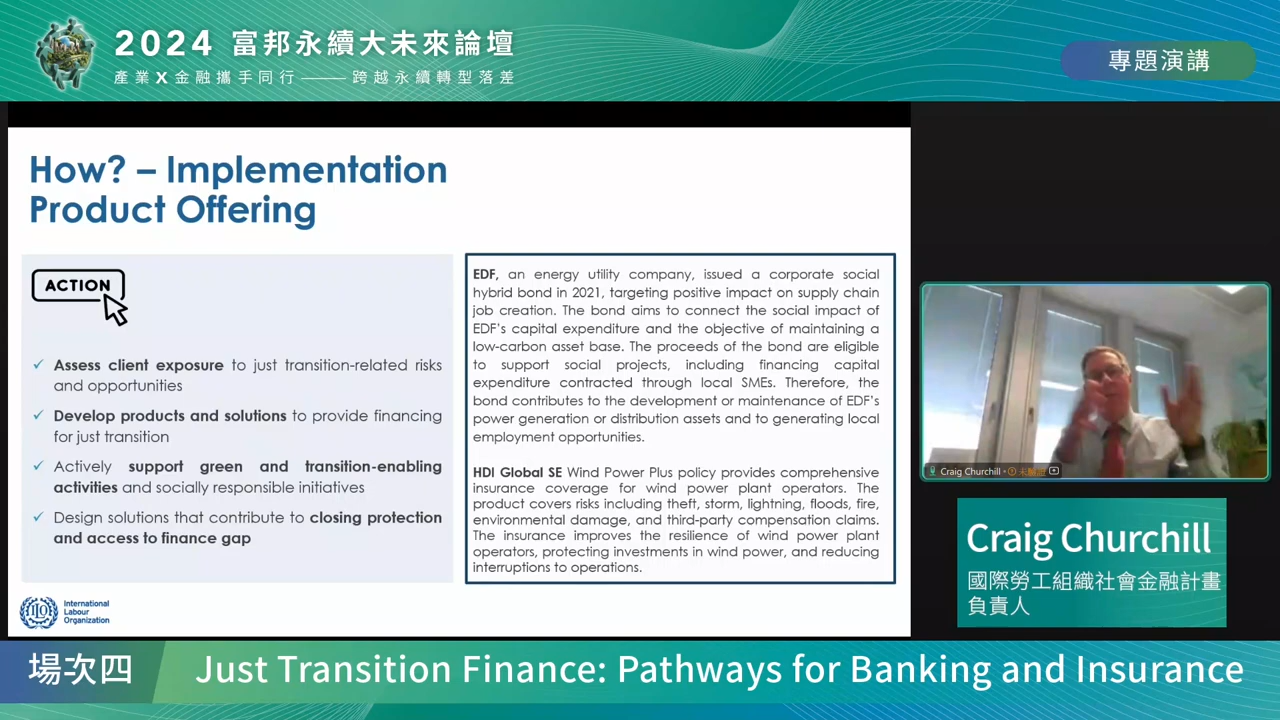 2024 富邦永續大未來論壇
產業X金融攜手同行——跨越永續轉型落差
專題演講
How? – Implementation
Product Offering
ACTION
Assess client exposure to just transition-related risks
and opportunities
Develop products and solutions to provide financing
for just transition
Actively support green and transition-enabling
activities and socially responsible initiatives
Design solutions that contribute to closing protection
and access to finance gap
EDF, an energy utility company, issued a corporate social
hybrid bond in 2021, targeting positive impact on supply chain
job creation. The bond aims to connect the social impact of
EDF's capital expenditure and the objective of maintaining a
low-carbon asset base. The proceeds of the bond are eligible
to support social projects, including financing capital
expenditure contracted through local SMEs. Therefore, the
bond contributes to the development or maintenance of EDF's
power generation or distribution assets and to generating local
employment opportunities.
HDI Global SE Wind Power Plus policy provides comprehensive
insurance coverage for wind power plant operators. The
product covers risks including theft, storm, lightning, floods, fire,
environmental damage, and third-party compensation claims.
The insurance improves the resilience of wind power plant
operators, protecting investments in wind power, and reducing
interruptions to operations.
International
Labour
Organization
Craig Churchill
Craig Churchill
國際勞工組織社會金融計畫
負責人
場次四
Just Transition Finance: Pathways for Banking and Insurance